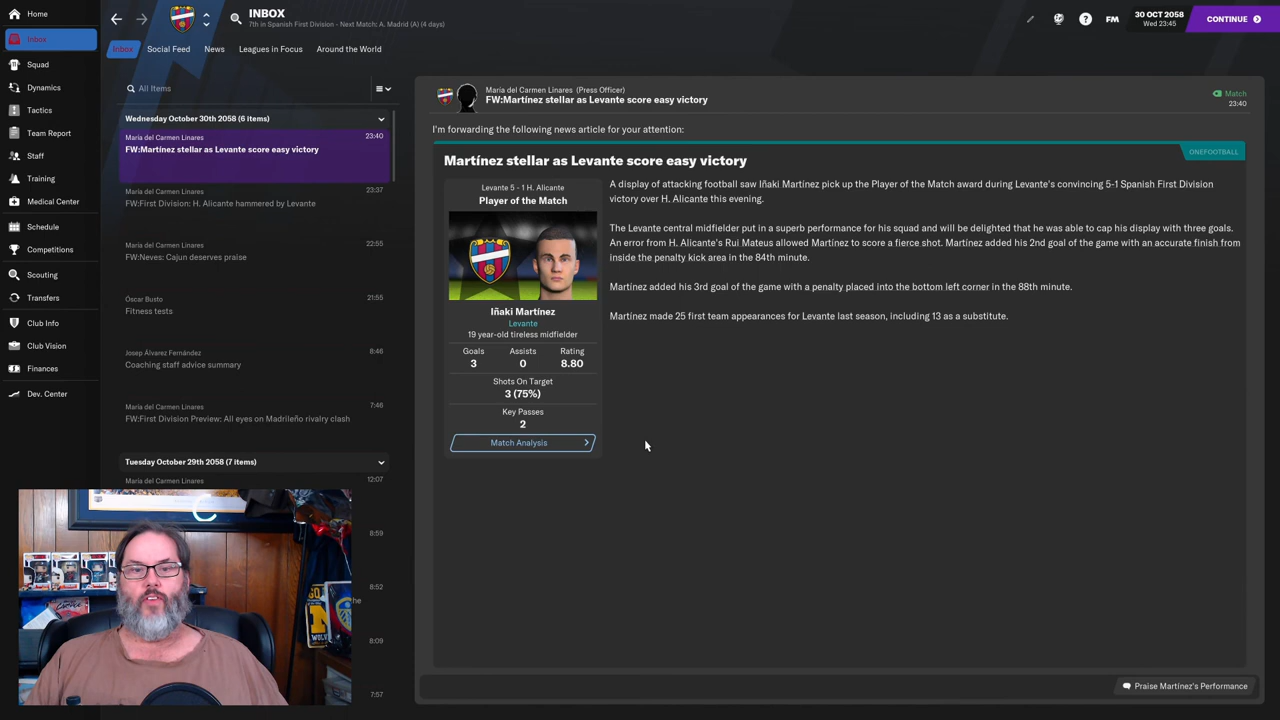 Home
Inbox
Squad
Dynamics
Tactics
Team Report
Staff
Training
Medical Center
Schedule
Competitions
Scouting
Transfers
Club Info
Club Vision
Finances
Dev. Center
INBOX
7th in Spanish First Division - Next Match: A. Madrid (A) (4 days)
FM
30 OCT 2058
Wed 23:45
CONTINUE
Inbox
Social Feed
News
Leagues in Focus
Around the World
All Items
Wednesday October 30th 2058 (6 items)
María del Carmen Linares
23:40
FW:Martínez stellar as Levante score easy victory
María del Carmen Linares
23:37
FW:First Division: H. Alicante hammered by Levante
María del Carmen Linares
22:55
FW:Neves: Cajun deserves praise
Óscar Busto
21:55
Fitness tests
Josep Álvarez Fernández
8:46
Coaching staff advice summary
María del Carmen Linares
7:46
FW:First Division Preview: All eyes on Madrileño rivalry clash
Tuesday October 29th 2058 (7 items)
María del Carmen Linares
12:07
8:59
8:52
he
8:09
7:57
María del Carmen Linares (Press Officer)
FW:Martínez stellar as Levante score easy victory
Match
23:40
I'm forwarding the following news article for your attention:
ONEFOOTBALL
Martínez stellar as Levante score easy victory
Levante 5 - 1 H. Alicante
Player of the Match
Iñaki Martínez
Levante
19 year-old tireless midfielder
Goals
Assists
Rating
3
0
8.80
Shots On Target
3 (75%)
Key Passes
2
Match Analysis
A display of attacking football saw Iñaki Martínez pick up the Player of the Match award during Levante's convincing 5-1 Spanish First Division
victory over H. Alicante this evening.
The Levante central midfielder put in a superb performance for his squad and will be delighted that he was able to cap his display with three goals.
An error from H. Alicante's Rui Mateus allowed Martínez to score a fierce shot. Martínez added his 2nd goal of the game with an accurate finish from
inside the penalty kick area in the 84th minute.
Martínez added his 3rd goal of the game with a penalty placed into the bottom left corner in the 88th minute.
Martínez made 25 first team appearances for Levante last season, including 13 as a substitute.
Praise Martínez's Performance